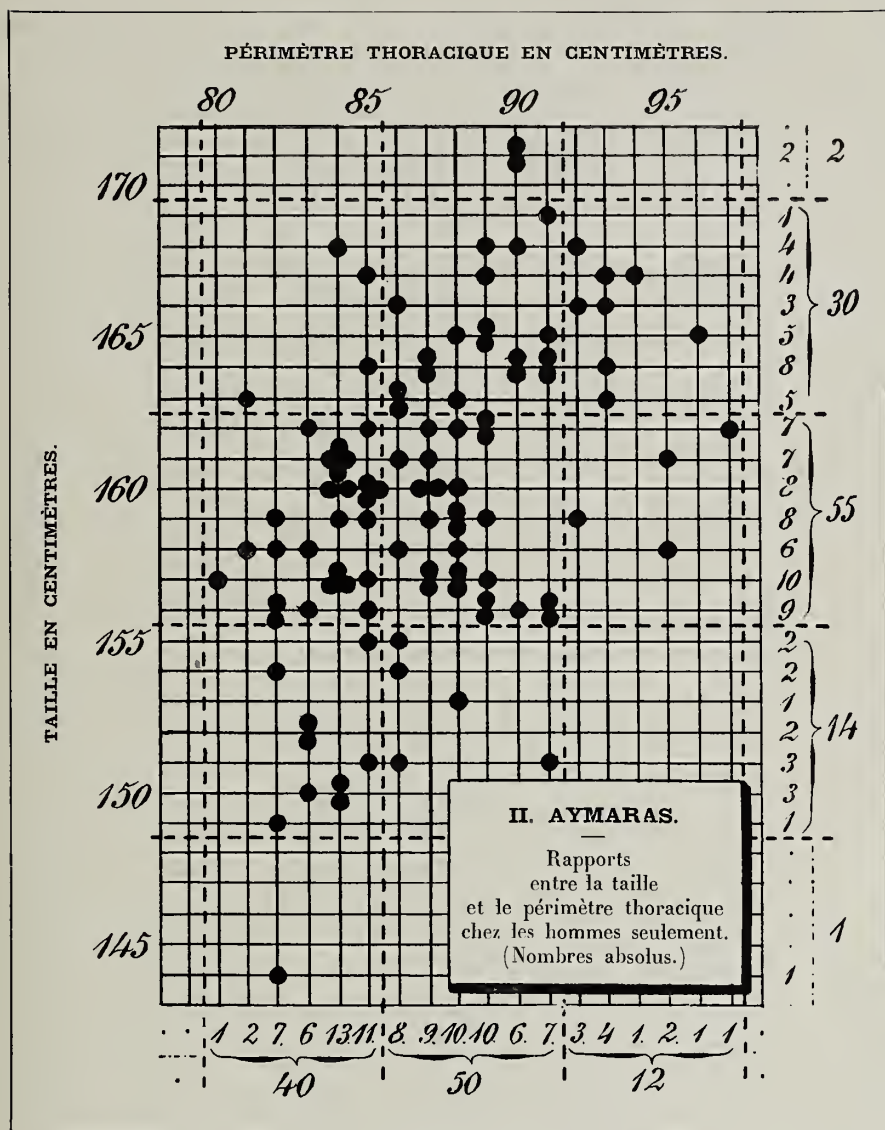 PÉRIMÈTRE THORACIQUE EN CENTIMÈTRES.
80 85 90 95
TAILLE EN CENTIMÈTRES.
2 2
170
1
4
4
3 30
165
5
8
5
7
7
160 8
8 55
6
10
9
155
2
2
1
2 14
3
150 3
1
II. AYMARAS.
Rapports
entre la taille
et le périmètre thoracique
chez les hommes seulement.
(Nombres absolus.)
145 1
1
1 2 7. 6 13. 11. 8. 9. 10. 10. 6. 7. 3. 4 1. 2. 1 1
40 50 12